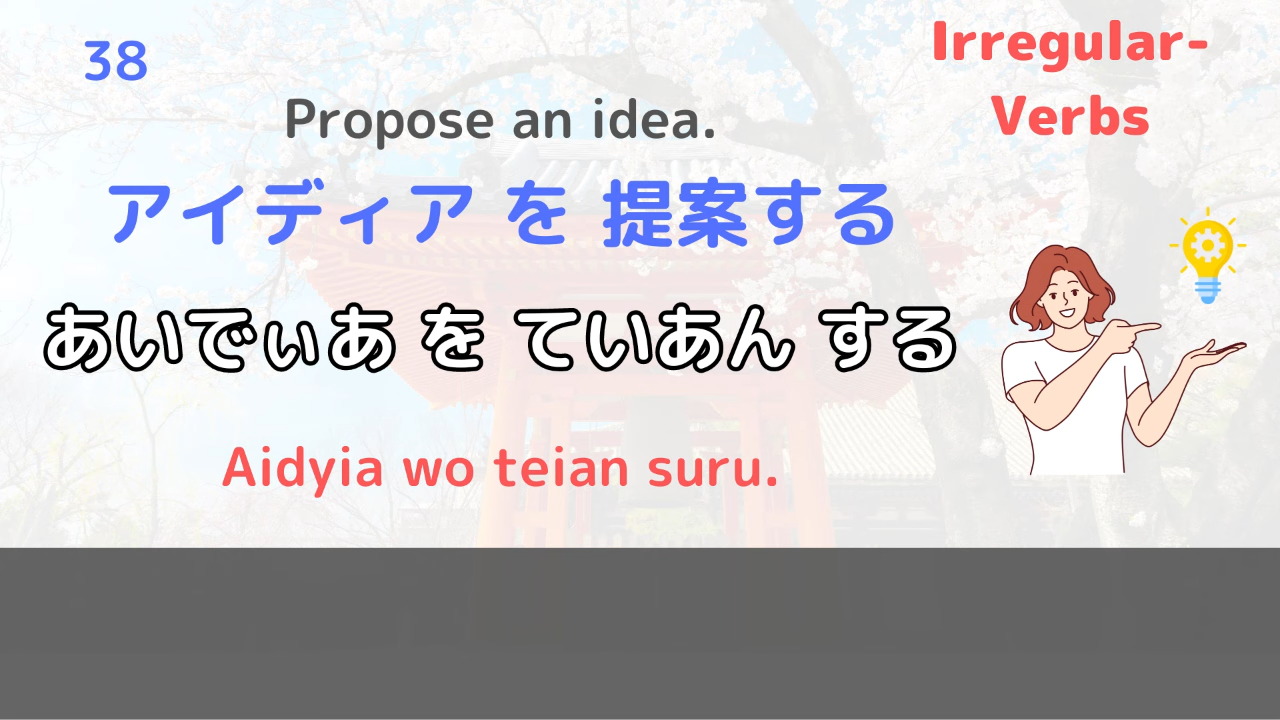 38
Irregular-
Verbs
Propose an idea.
アイディア を 提案する
あいでぃあ を ていあん する
Aidyia wo teian suru.